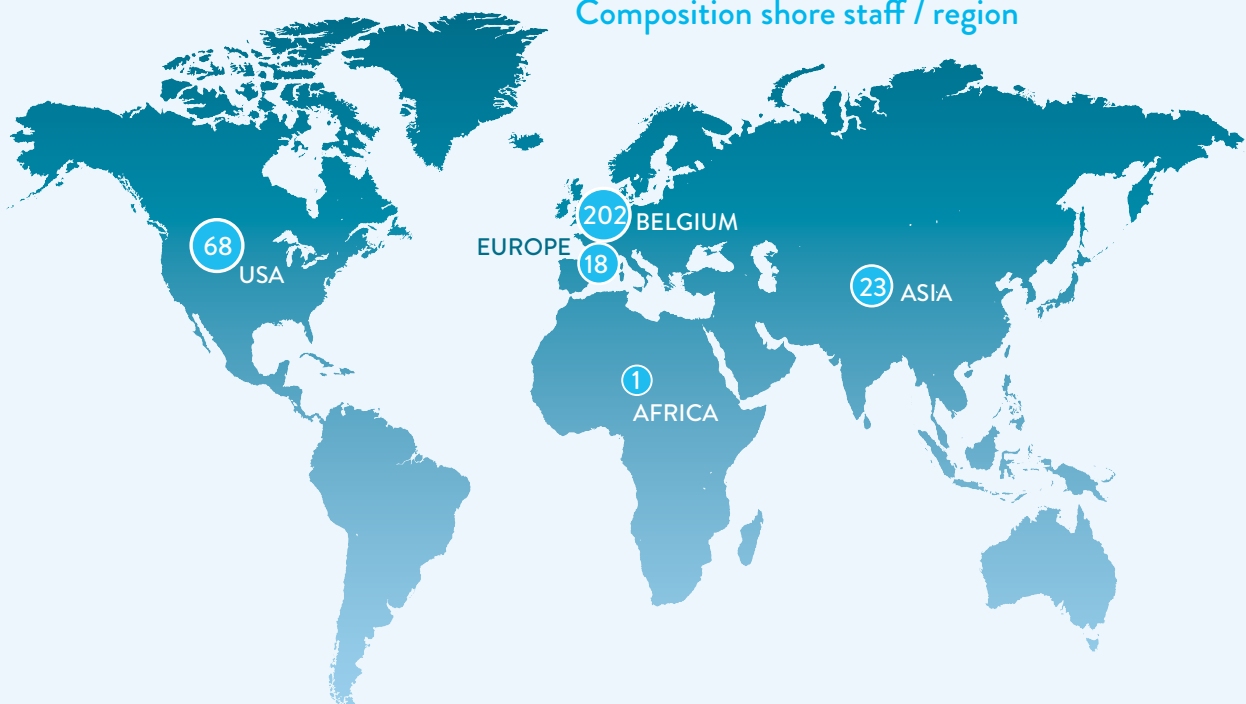 Composition shore staff / region
202
BELGIUM
68
USA
EUROPE
18
23
ASIA
1
AFRICA